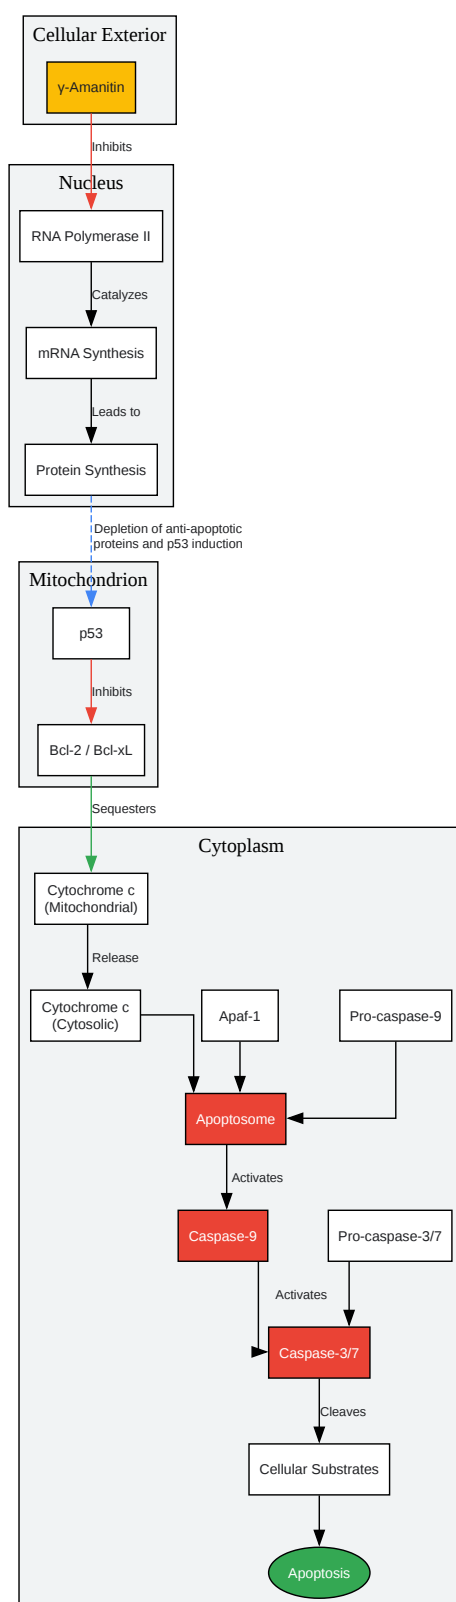 Cellular Exterior
γ-Amanitin
Inhibits
Nucleus
RNA Polymerase II
Catalyzes
mRNA Synthesis
Leads to
Protein Synthesis
Depletion of anti-apoptotic
proteins and p53 induction
Mitochondrion
p53
Inhibits
Bcl-2 / Bcl-xL
Sequesters
Cytoplasm
Cytochrome c
(Mitochondrial)
Release
Cytochrome c
(Cytosolic)
Apaf-1
Pro-caspase-9
Apoptosome
Activates
Caspase-9
Pro-caspase-3/7
Activates
Caspase-3/7
Cleaves
Cellular Substrates
Apoptosis